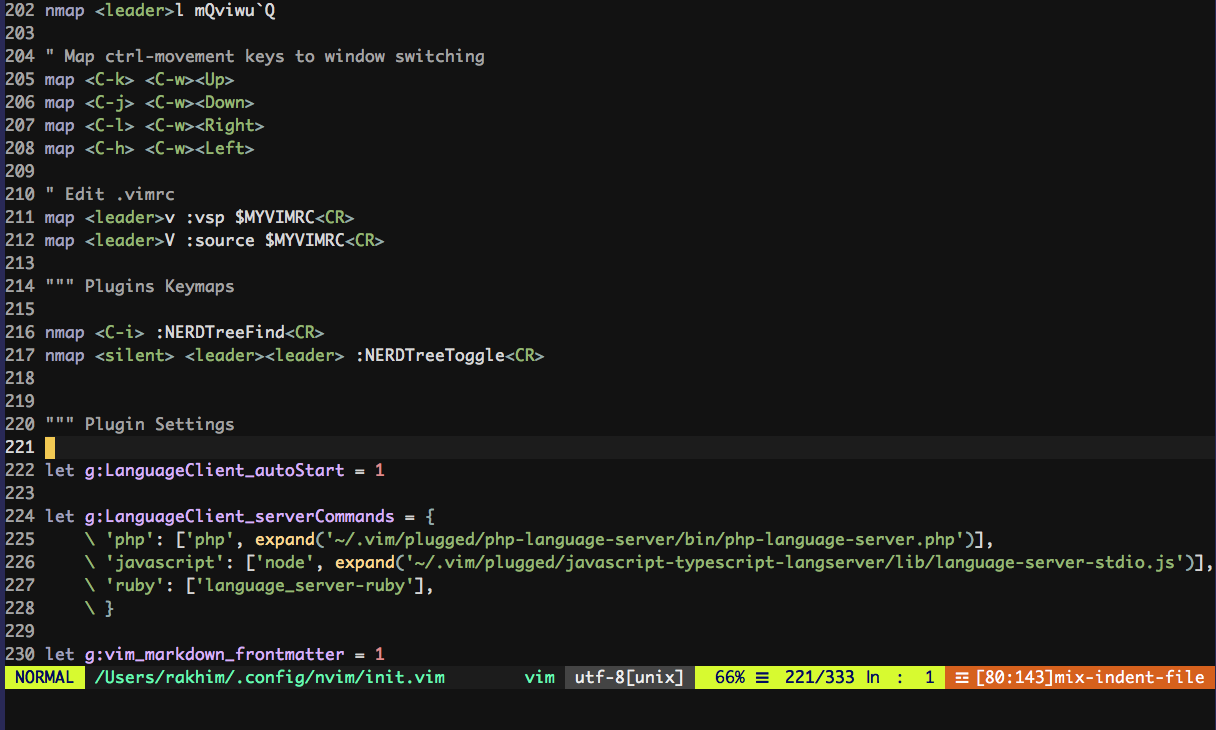 202 nmap <leader>l mQviwu`Q
203
204 " Map ctrl-movement keys to window switching
205 map <C-k> <C-w><Up>
206 map <C-j> <C-w><Down>
207 map <C-l> <C-w><Right>
208 map <C-h> <C-w><Left>
209
210 " Edit .vimrc
211 map <leader>v :vsp $MYVIMRC<CR>
212 map <leader>V :source $MYVIMRC<CR>
213
214 """ Plugins Keymaps
215
216 nmap <C-i> :NERDTreeFind<CR>
217 nmap <silent> <leader><leader> :NERDTreeToggle<CR>
218
219
220 """ Plugin Settings
221
222 let g:LanguageClient_autoStart = 1
223
224 let g:LanguageClient_serverCommands = {
225     \ 'php': ['php', expand('~/.vim/plugged/php-language-server/bin/php-language-server.php')],
226     \ 'javascript': ['node', expand('~/.vim/plugged/javascript-typescript-langserver/lib/language-server-stdio.js')],
227     \ 'ruby': ['language_server-ruby'],
228     \ }
229
230 let g:vim_markdown_frontmatter = 1
NORMAL /Users/rakhim/.config/nvim/init.vim vim utf-8[unix] 66% ☰ 221/333 ln : 1 ☲ [80:143]mix-indent-file